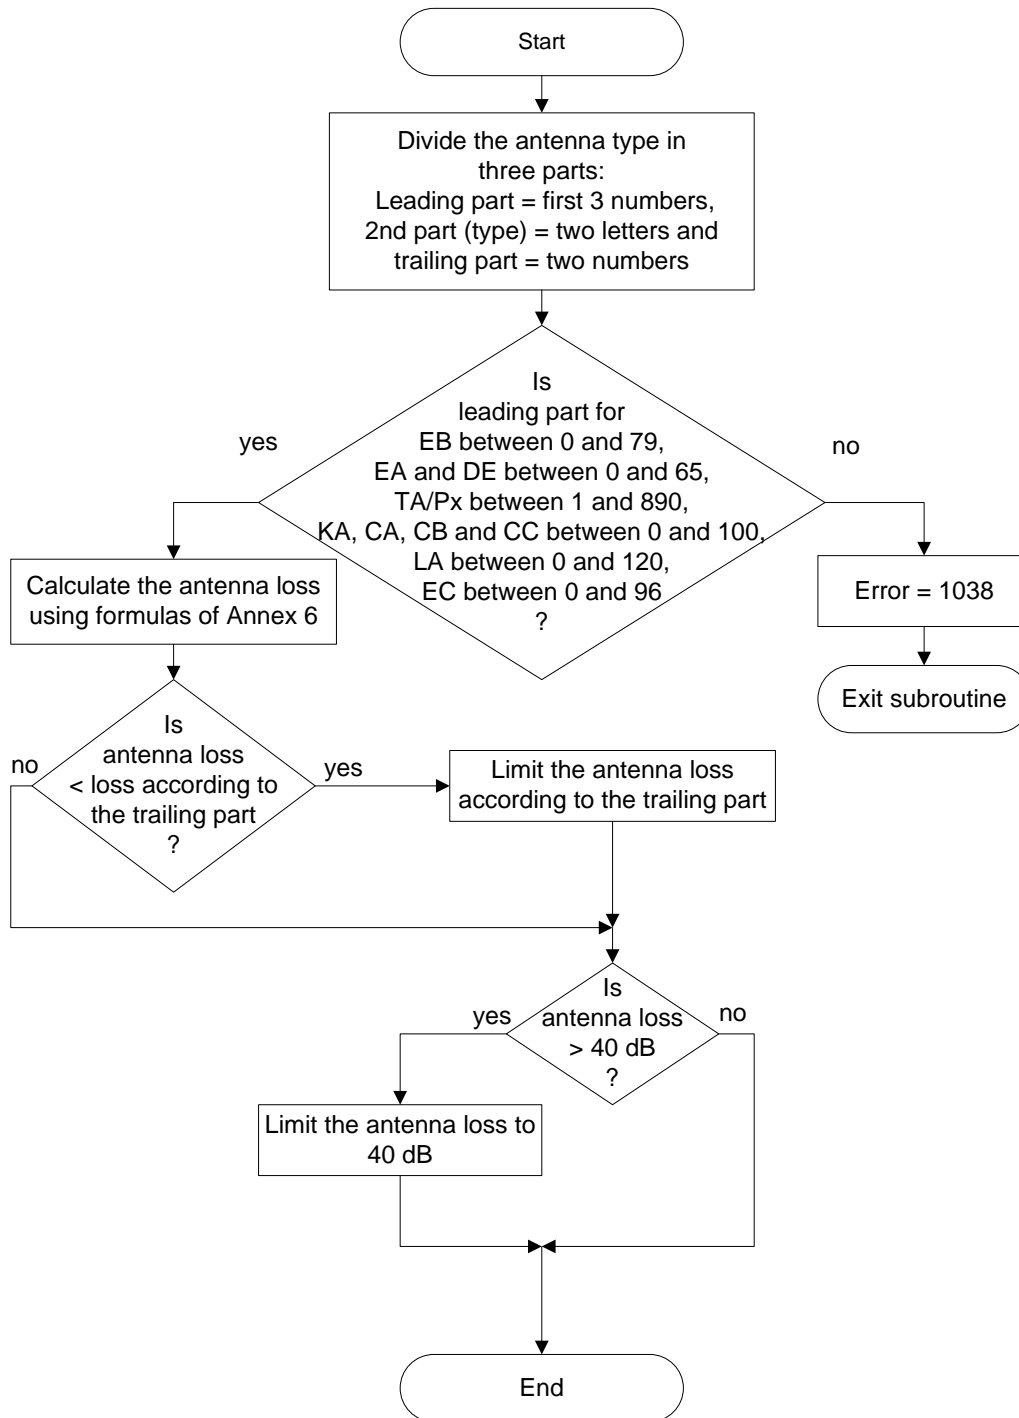 Start
Divide the antenna type in
three parts:
Leading part = first 3 numbers,
2nd part (type) = two letters and
trailing part = two numbers
Is
leading part for
EB between 0 and 79,
EA and DE between 0 and 65,
TA/Px between 1 and 890,
KA, CA, CB and CC between 0 and 100,
LA between 0 and 120,
EC between 0 and 96
?
yes
no
Calculate the antenna loss
using formulas of Annex 6
Error = 1038
Exit subroutine
Is
antenna loss
< loss according to
the trailing part
?
no
yes
Limit the antenna loss
according to the trailing part
Is
antenna loss
> 40 dB
?
yes
no
Limit the antenna loss to
40 dB
End